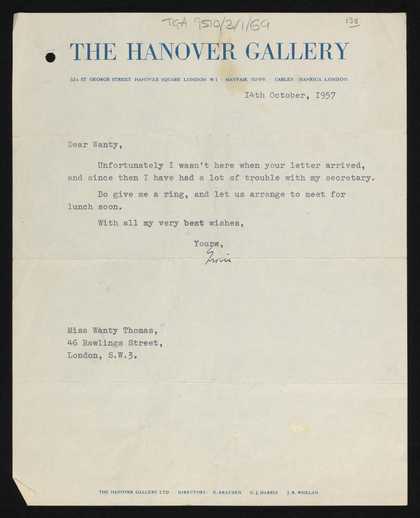 TGA 9510/2/1/69
138
THE HANOVER GALLERY
32A ST GEORGE STREET HANOVER SQUARE LONDON W1 MAYFAIR CABLES HANBRICA LONDON
14th October, 1957
Dear Wanty,
Unfortunately I wasn't here when your letter arrived,
and since then I have had a lot of trouble with my secretary.
Do give me a ring, and let us arrange to meet for
lunch soon.
With all my very best wishes,
Yours,
Miss Wanty Thomas,
46 Rawlings Street,
London, S.W.3.
THE HANOVER GALLERY LTD DIRECTORS: E. BRAUSEN G. J. HARRIS J. R. WHELAN